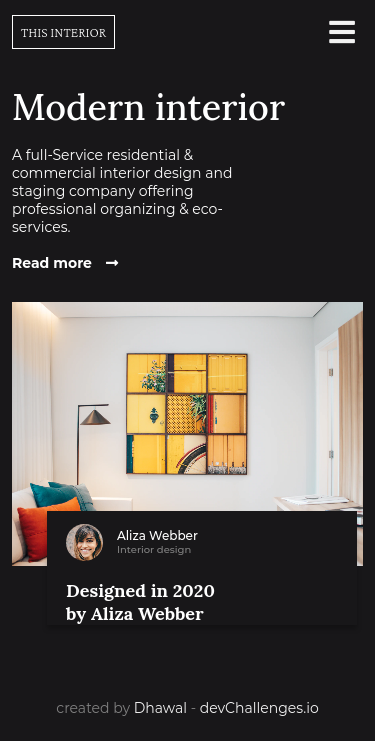 THIS INTERIOR
Modern interior
A full-Service residential &
commercial interior design and
staging company offering
professional organizing & eco-
services.
Read more
Aliza Webber
Interior design
Designed in 2020
by Aliza Webber
created by Dhawal - devChallenges.io